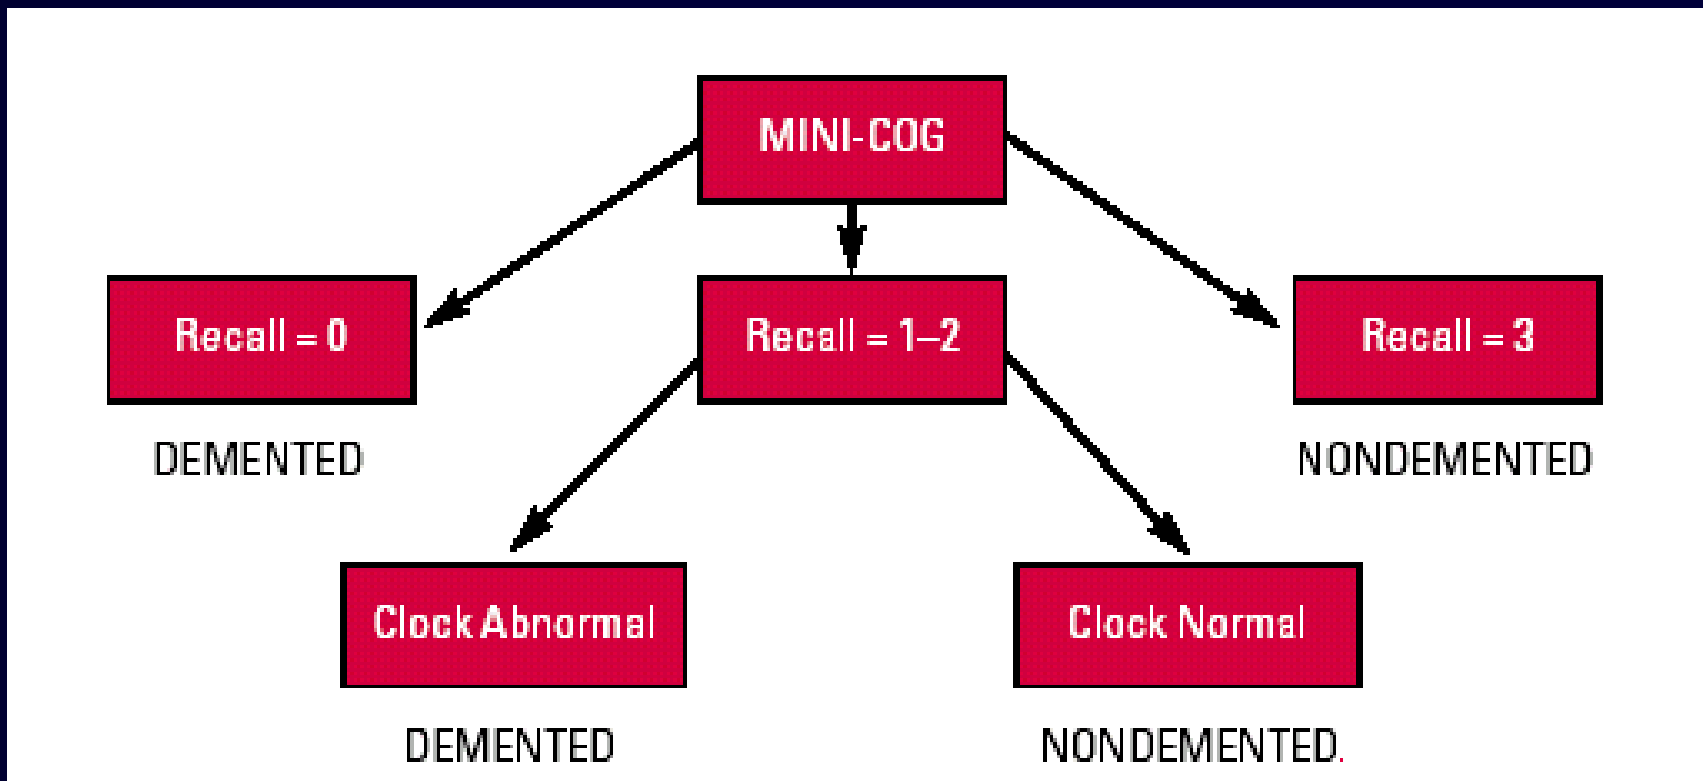 MINI-COG
Recall = 0
Recall = 1–2
Recall = 3
DEMENTED
NONDEMENTED
Clock Abnormal
Clock Normal
DEMENTED
NONDEMENTED.